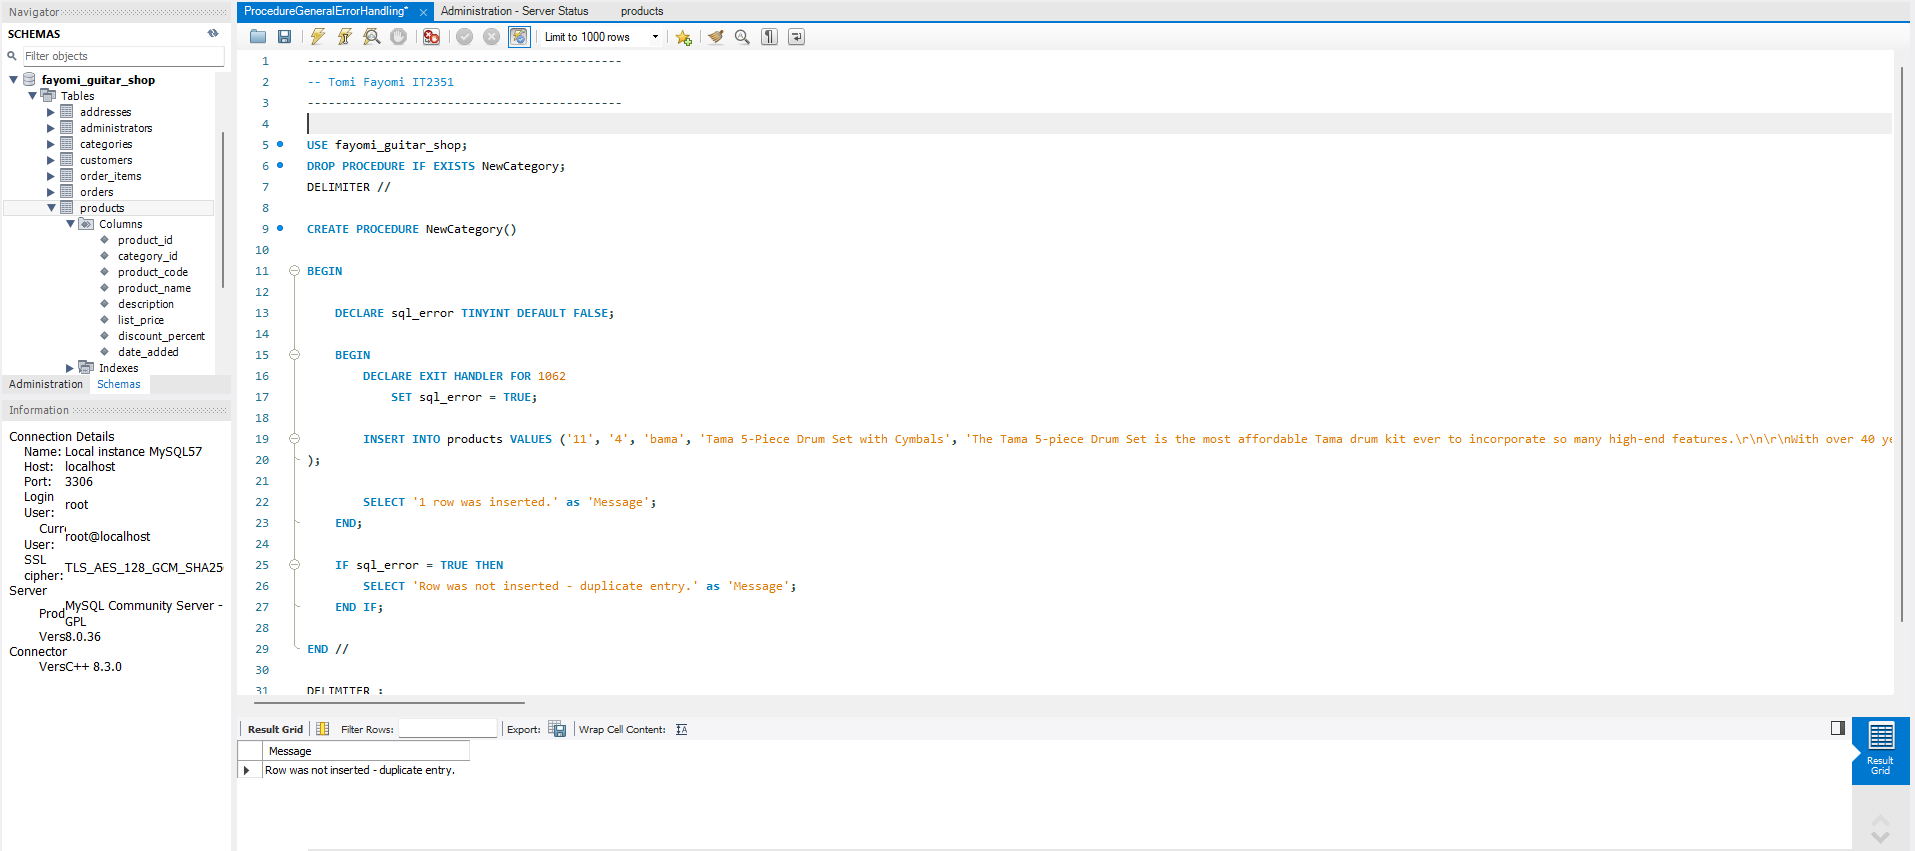 Navigator
SCHEMAS
Filter objects
fayomi_guitar_shop
Tables
addresses
administrators
categories
customers
order_items
orders
products
Columns
product_id
category_id
product_code
product_name
description
list_price
discount_percent
date_added
Indexes
Administration Schemas
Information
Connection Details
Name: Local instance MySQL57
Host: localhost
Port: 3306
Login User: root
Curr User: root@localhost
SSL cipher: TLS_AES_128_GCM_SHA25
Server
Prod MySQL Community Server - GPL
Vers 8.0.36
Connector
Vers C++ 8.3.0
ProcedureGeneralErrorHandling* × Administration - Server Status products
Limit to 1000 rows
1 ---------------------------------------------
2 -- Tomi Fayomi IT2351
3 ---------------------------------------------
4
5 USE fayomi_guitar_shop;
6 DROP PROCEDURE IF EXISTS NewCategory;
7 DELIMITER //
8
9 CREATE PROCEDURE NewCategory()
10
11 BEGIN
12
13 DECLARE sql_error TINYINT DEFAULT FALSE;
14
15 BEGIN
16 DECLARE EXIT HANDLER FOR 1062
17 SET sql_error = TRUE;
18
19 INSERT INTO products VALUES ('11', '4', 'bama', 'Tama 5-Piece Drum Set with Cymbals', 'The Tama 5-piece Drum Set is the most affordable Tama drum kit ever to incorporate so many high-end features.\r\n\r\nWith over 40 ye
20 );
21
22 SELECT '1 row was inserted.' as 'Message';
23 END;
24
25 IF sql_error = TRUE THEN
26 SELECT 'Row was not inserted - duplicate entry.' as 'Message';
27 END IF;
28
29 END //
30
31 DELIMITER ;
Result Grid Filter Rows: Export: Wrap Cell Content:
Message
Row was not inserted - duplicate entry.
Result
Grid